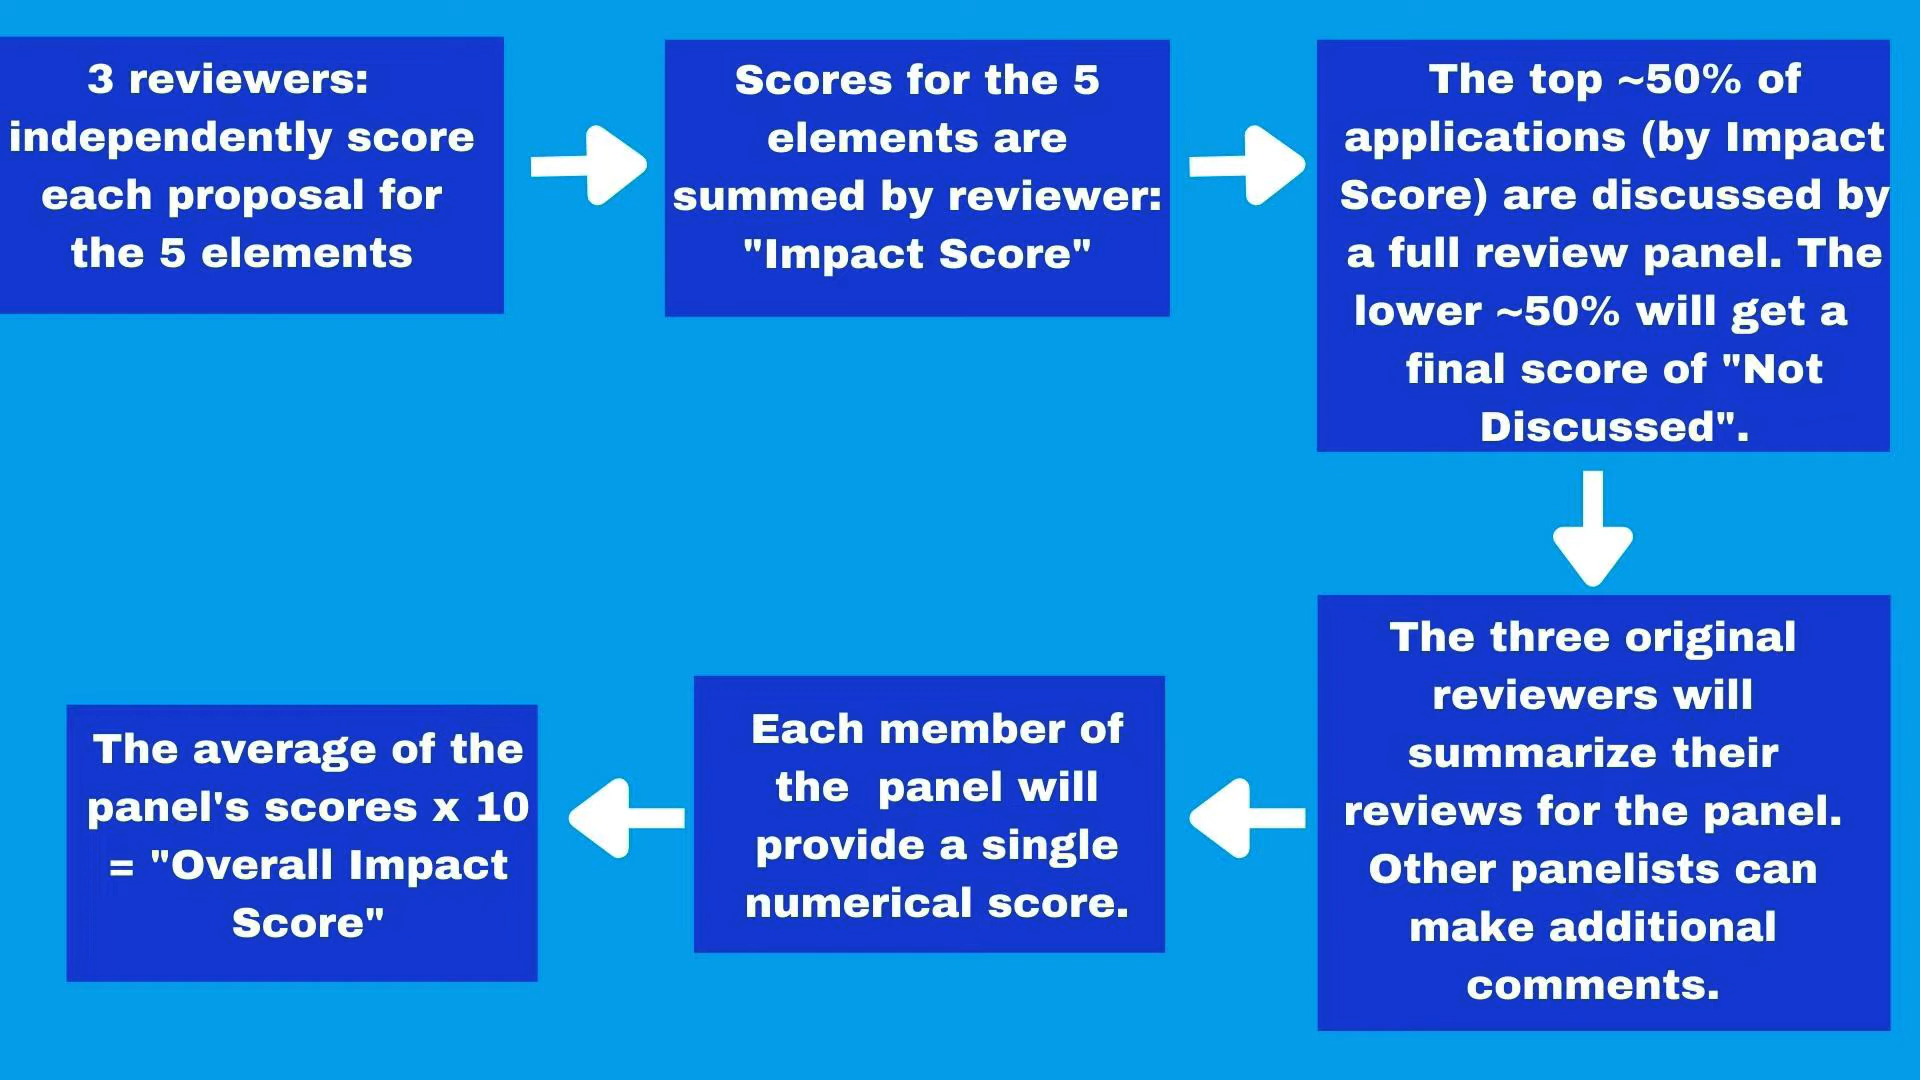 3 reviewers:
independently score
each proposal for
the 5 elements
Scores for the 5
elements are
summed by reviewer:
"Impact Score"
The top ~50% of
applications (by Impact
Score) are discussed by
a full review panel. The
lower ~50% will get a
final score of "Not
Discussed".
The three original
reviewers will
summarize their
reviews for the panel.
Other panelists can
make additional
comments.
Each member of
the  panel will
provide a single
numerical score.
The average of the
panel's scores x 10
= "Overall Impact
Score"